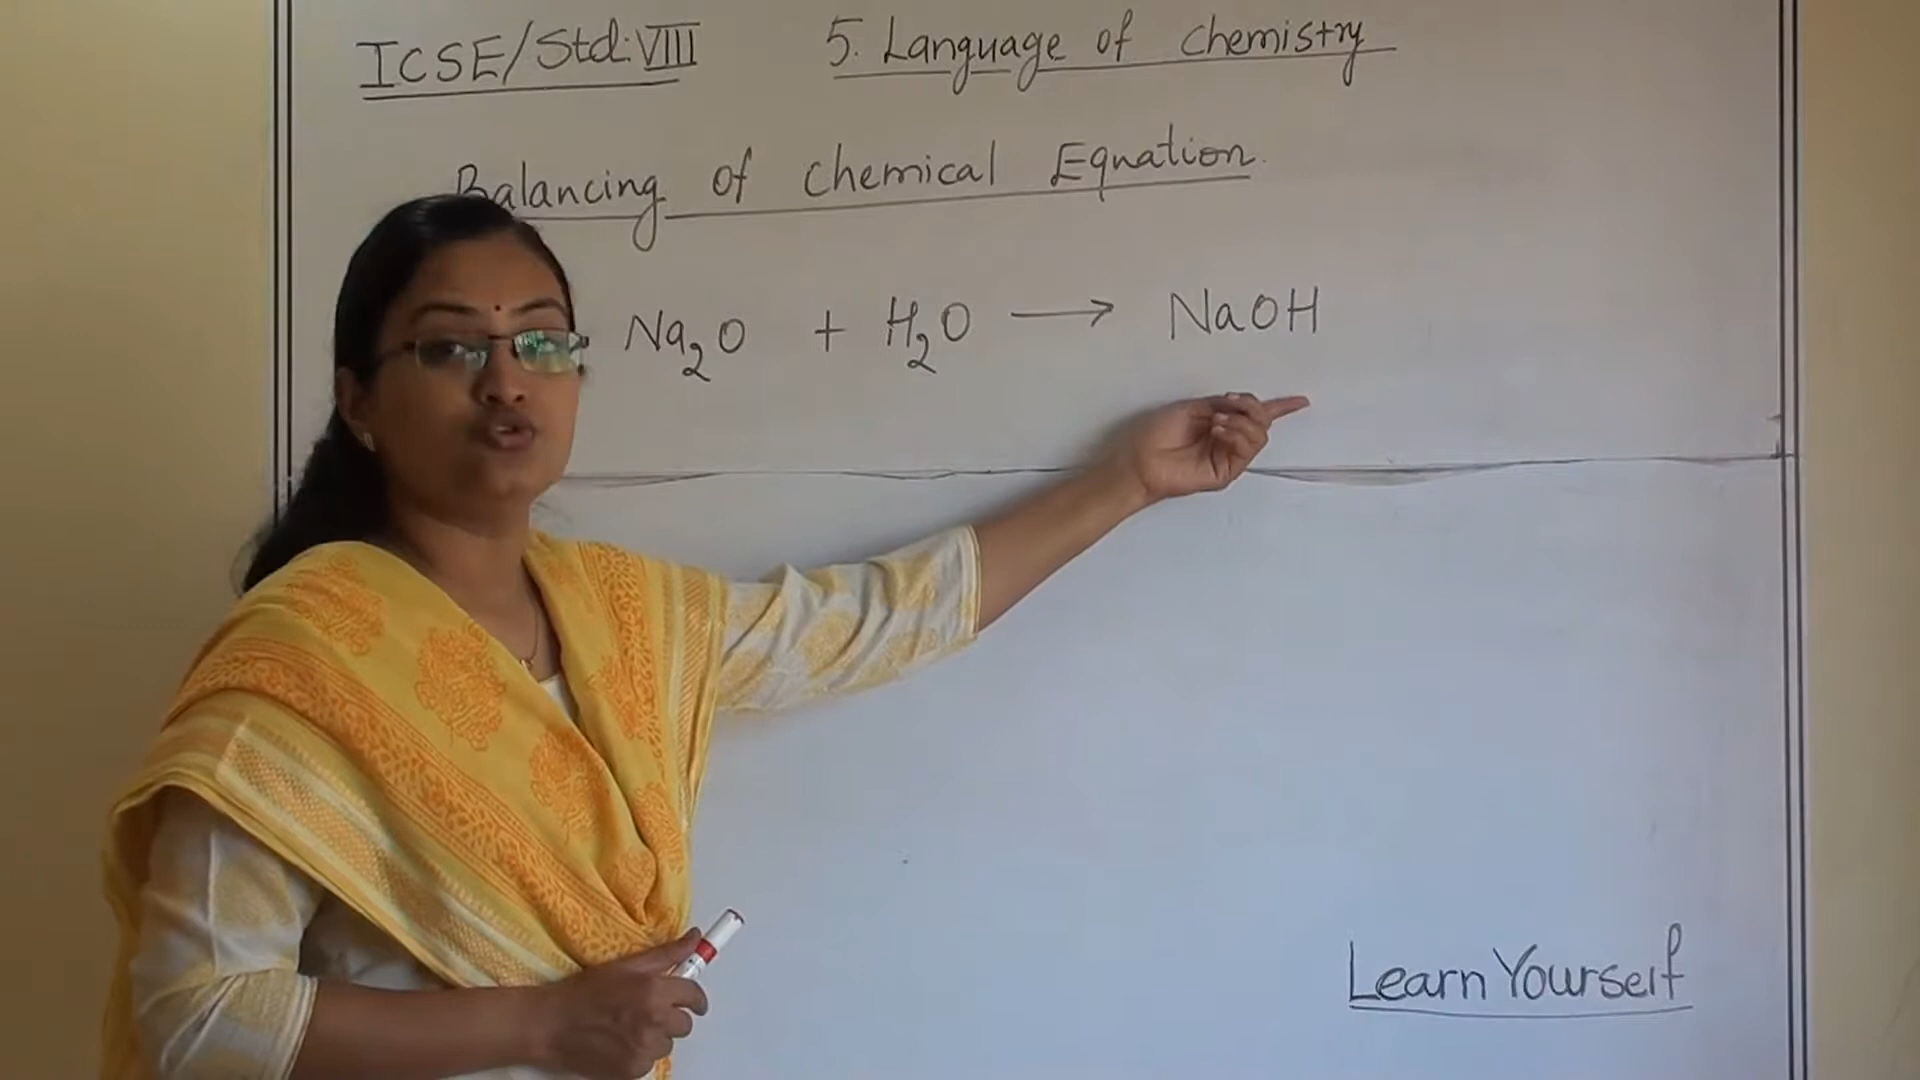 ICSE/Std:VIII 5. Language of chemistry
Balancing of chemical Equation.
Na₂O + H₂O ⟶ NaOH
Learn Yourself